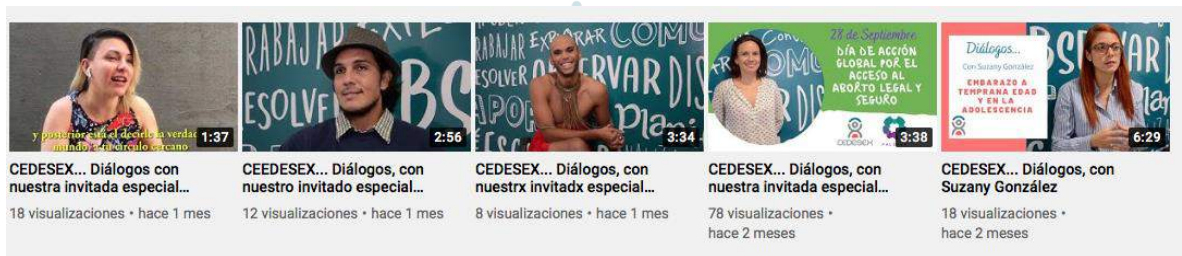 y posterior está el decirle la verdad
mundo, a tu círculo cercano
1:37
CEDESEX... Diálogos con
nuestra invitada especial...
18 visualizaciones • hace 1 mes
RABAJAR
ESOLVER
2:56
CEEDESEX... Diálogos, con
nuestro invitado especial...
12 visualizaciones • hace 1 mes
RABAJAR EXPLORAR COMU
ESOLVER
OBSERVAR DIS
APO
Plani
3:34
CEDESEX... Diálogos, con
nuestrx invitadx especial...
8 visualizaciones • hace 1 mes
28 de Septiembre
DÍA DE ACCIÓN
GLOBAL POR EL
ACCESO AL
ABORTO LEGAL Y
SEGURO
CEDESEX
3:38
CEDESEX... Diálogos, con
nuestra invitada especial...
78 visualizaciones •
hace 2 meses
Diálogos...
Con Suzany González
EMBARAZO A
TEMPRANA EDAD
Y EN LA
ADOLESCENCIA
6:29
CEDESEX... Diálogos, con
Suzany González
18 visualizaciones •
hace 2 meses